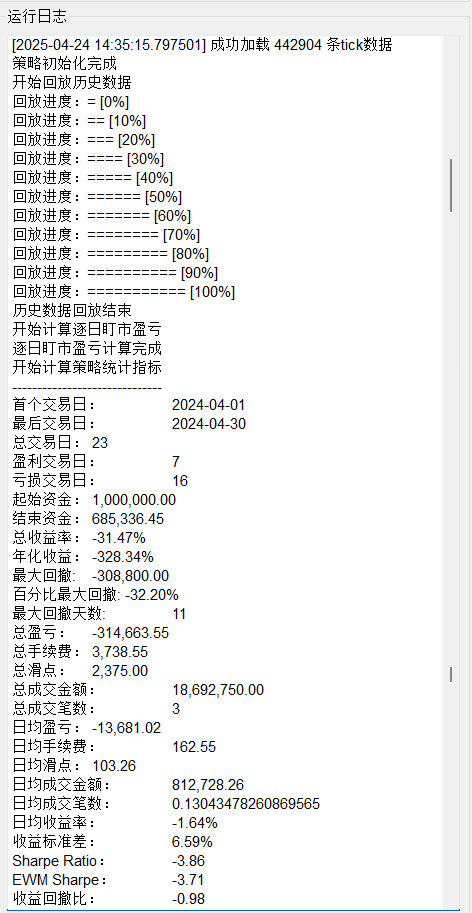 运行日志
[2025-04-24 14:35:15.797501] 成功加载 442904 条tick数据
策略初始化完成
开始回放历史数据
回放进度：= [0%]
回放进度：== [10%]
回放进度：=== [20%]
回放进度：==== [30%]
回放进度：===== [40%]
回放进度：====== [50%]
回放进度：======= [60%]
回放进度：======== [70%]
回放进度：========= [80%]
回放进度：========== [90%]
回放进度：=========== [100%]
历史数据回放结束
开始计算逐日盯市盈亏
逐日盯市盈亏计算完成
开始计算策略统计指标
------------------------------
首个交易日： 2024-04-01
最后交易日： 2024-04-30
总交易日： 23
盈利交易日： 7
亏损交易日： 16
起始资金： 1,000,000.00
结束资金： 685,336.45
总收益率： -31.47%
年化收益： -328.34%
最大回撤: -308,800.00
百分比最大回撤: -32.20%
最大回撤天数: 11
总盈亏： -314,663.55
总手续费： 3,738.55
总滑点： 2,375.00
总成交金额： 18,692,750.00
总成交笔数： 3
日均盈亏： -13,681.02
日均手续费： 162.55
日均滑点： 103.26
日均成交金额： 812,728.26
日均成交笔数： 0.13043478260869565
日均收益率： -1.64%
收益标准差： 6.59%
Sharpe Ratio： -3.86
EWM Sharpe： -3.71
收益回撤比： -0.98